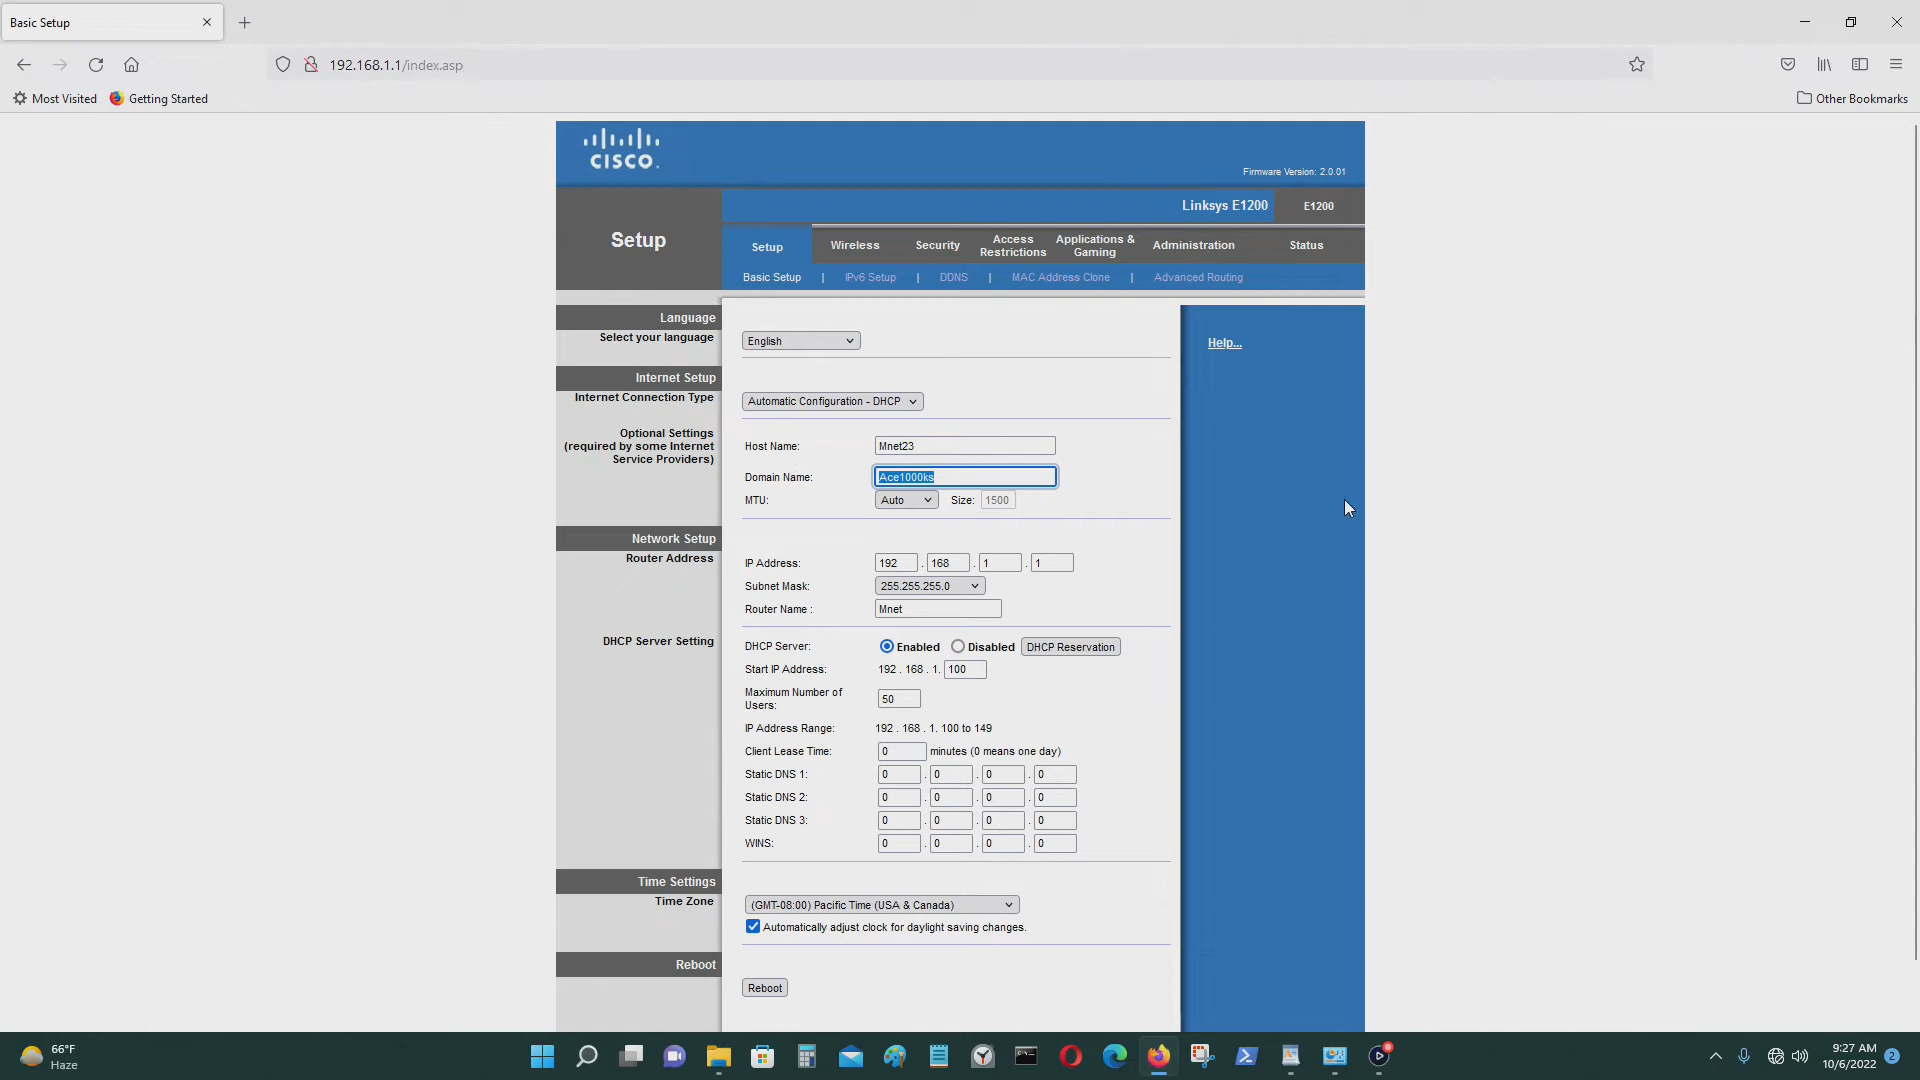 Basic Setup
192.168.1.1/index.asp
Most Visited
Getting Started
Other Bookmarks
CISCO.
Firmware Version: 2.0.01
Linksys E1200
E1200
Setup
Setup
Wireless
Security
Access
Restrictions
Applications &
Gaming
Administration
Status
Basic Setup | IPv6 Setup | DDNS | MAC Address Clone | Advanced Routing
Language
Select your language
English
Help...
Internet Setup
Internet Connection Type
Automatic Configuration - DHCP
Optional Settings
(required by some Internet
Service Providers)
Host Name: Mnet23
Domain Name: Ace1000ks
MTU: Auto Size: 1500
Network Setup
Router Address
IP Address: 192 . 168 . 1 . 1
Subnet Mask: 255.255.255.0
Router Name : Mnet
DHCP Server Setting
DHCP Server: Enabled Disabled DHCP Reservation
Start IP Address: 192 . 168 . 1. 100
Maximum Number of
Users: 50
IP Address Range: 192 . 168 . 1. 100 to 149
Client Lease Time: 0 minutes (0 means one day)
Static DNS 1: 0 . 0 . 0 . 0
Static DNS 2: 0 . 0 . 0 . 0
Static DNS 3: 0 . 0 . 0 . 0
WINS: 0 . 0 . 0 . 0
Time Settings
Time Zone
(GMT-08:00) Pacific Time (USA & Canada)
Automatically adjust clock for daylight saving changes.
Reboot
Reboot
66°F
Haze
9:27 AM
10/6/2022
2